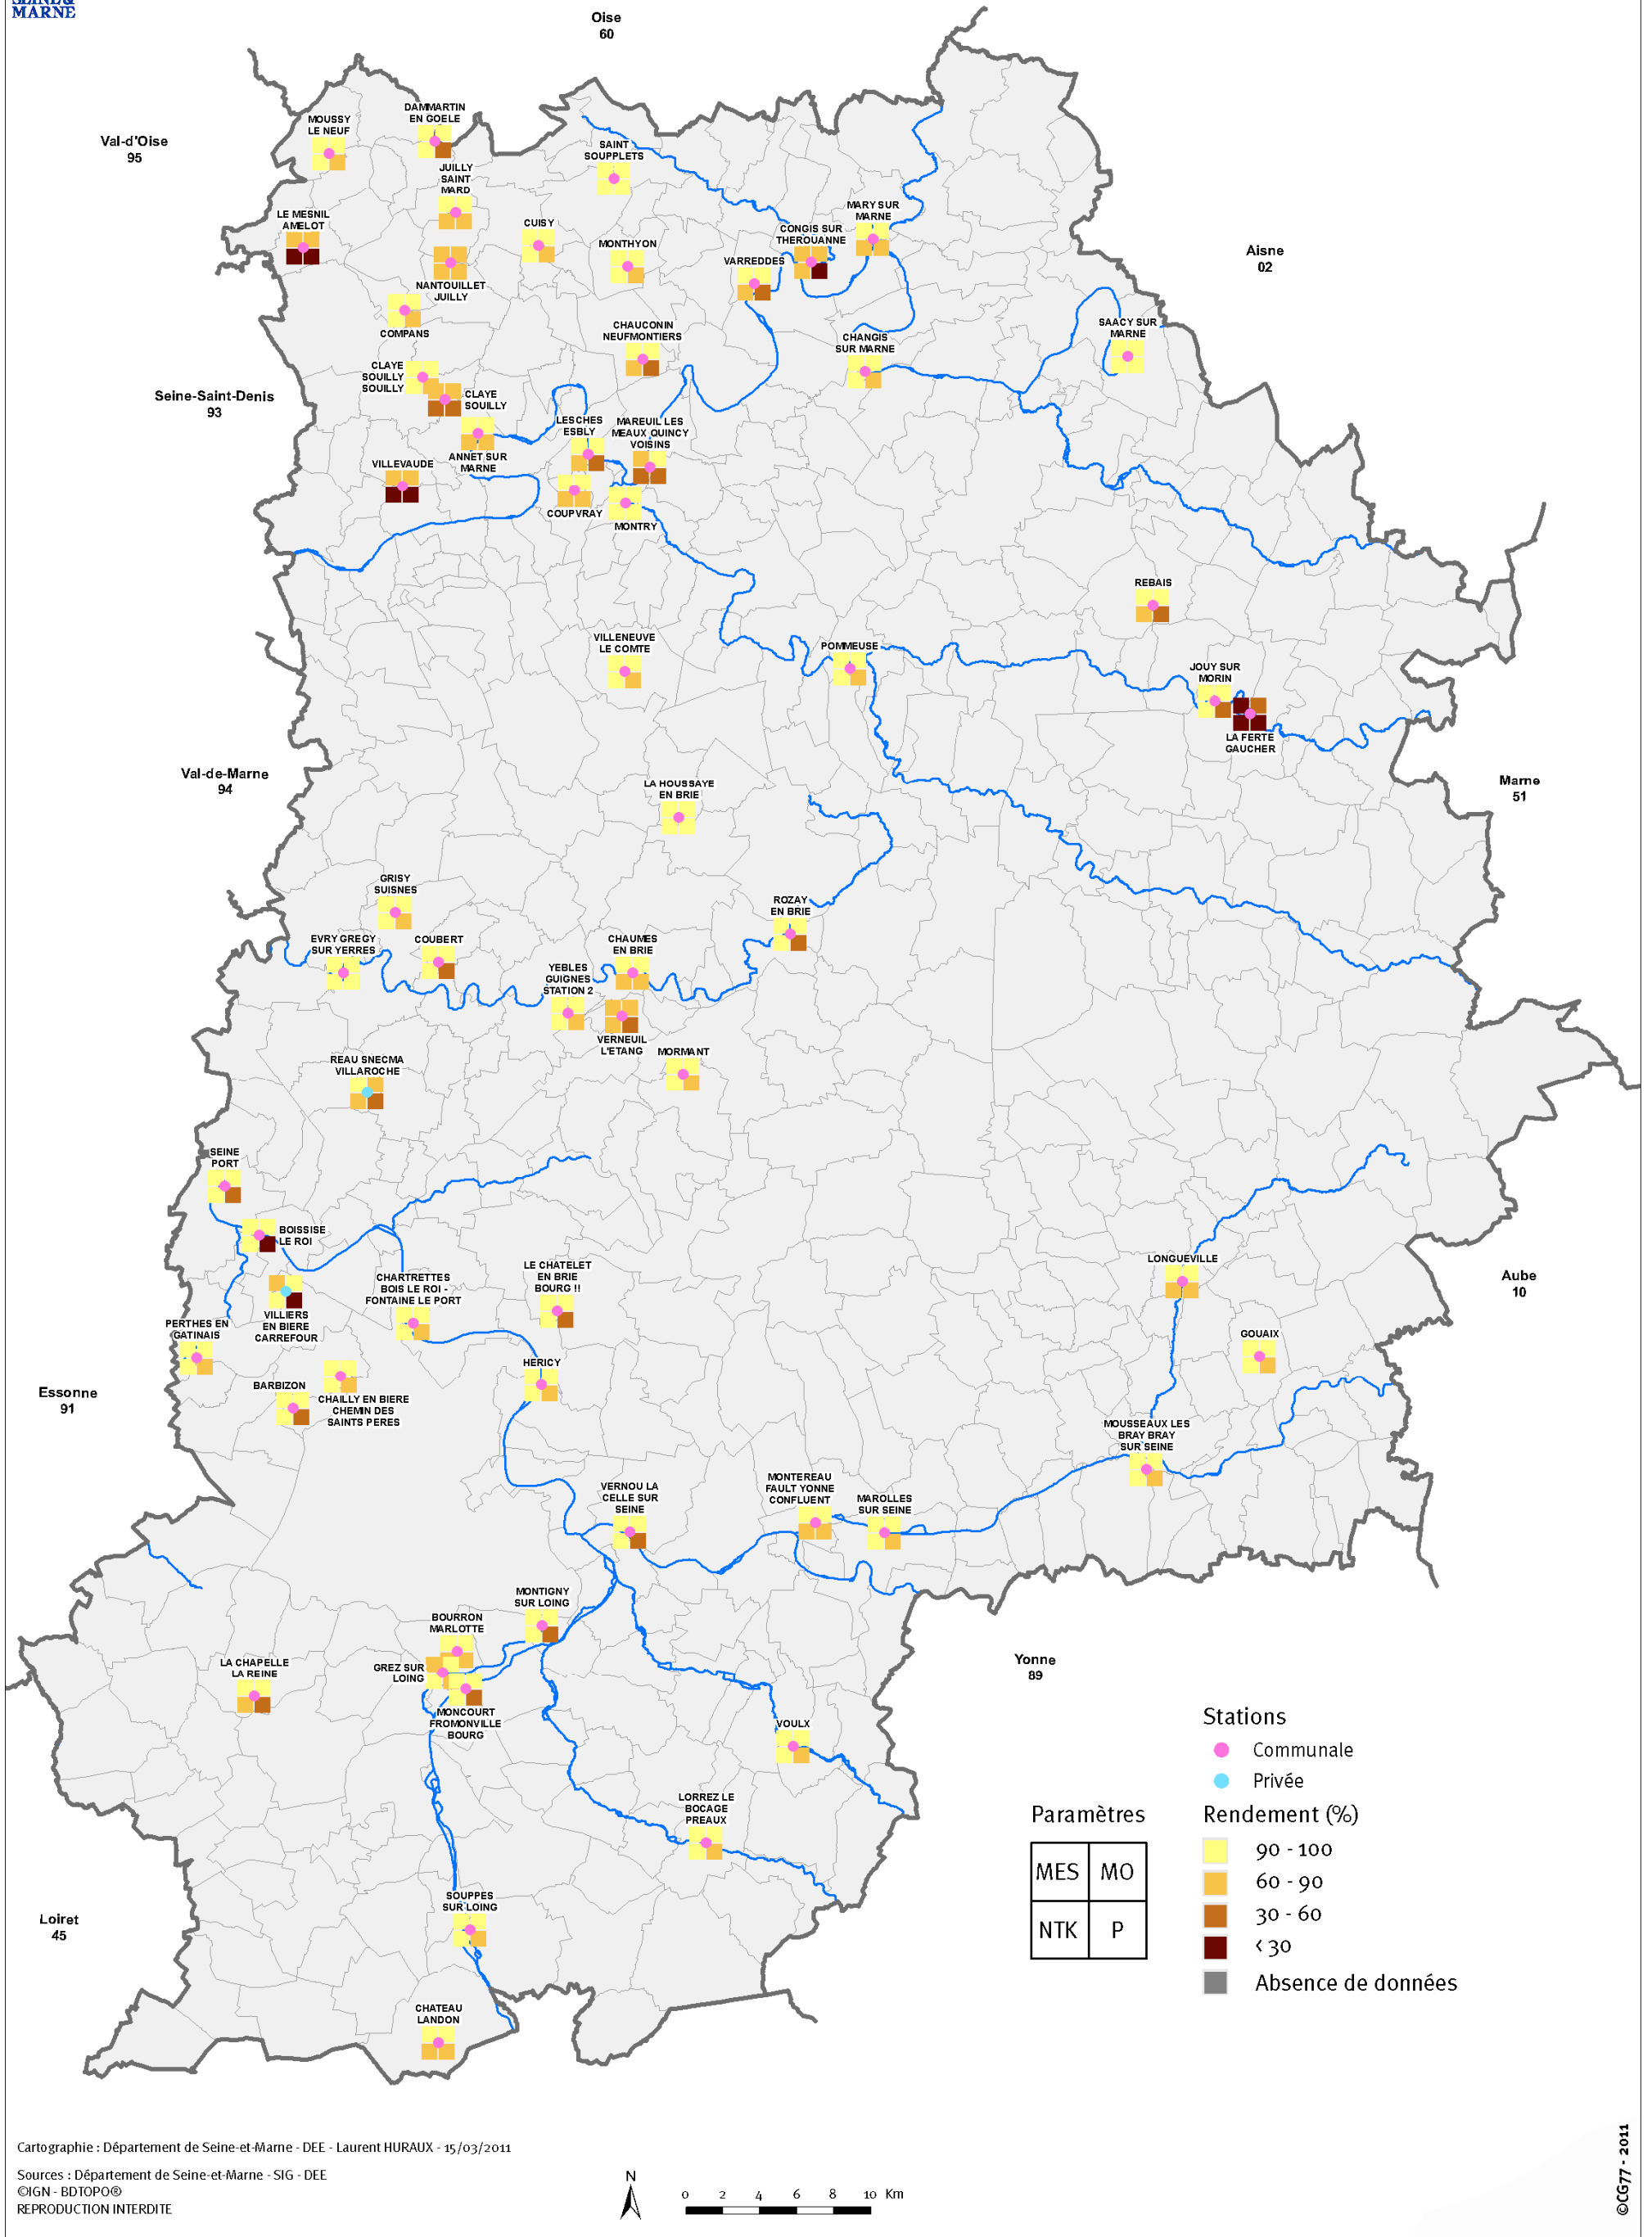 MARNE
Oise
60
Val-d'Oise
95
Seine-Saint-Denis
93
Val-de-Marne
94
Essonne
91
Loiret
45
Aisne
02
Marne
51
Aube
10
Yonne
89
MOUSSY
LE NEUF
DAMMARTIN
EN GOELE
JUILLY
SAINT
MARD
SAINT
SOUPPLETS
LE MESNIL
AMELOT
CUISY
MONTHYON
NANTOUILLET
JUILLY
COMPANS
VARREDDES
CONGIS SUR
THEROUANNE
MARY SUR
MARNE
CHAUCONIN
NEUFMONTIERS
CHANGIS
SUR MARNE
SAACY SUR
MARNE
CLAYE
SOUILLY
SOUILLY
CLAYE
SOUILLY
ANNET SUR
MARNE
LESCHES
ESBLY
MAREUIL LES
MEAUX QUINCY
VOISINS
VILLEVAUDE
COUPVRAY
MONTRY
REBAIS
VILLENEUVE
LE COMTE
POMMEUSE
JOUY SUR
MORIN
LA FERTE
GAUCHER
LA HOUSSAYE
EN BRIE
GRISY
SUISNES
ROZAY
EN BRIE
EVRY GREGY
SUR YERRES
COUBERT
CHAUMES
EN BRIE
YEBLES
GUIGNES
STATION 2
VERNEUIL
L'ETANG
MORMANT
REAU SNECMA
VILLAROCHE
SEINE
PORT
BOISSISE
LE ROI
VILLIERS
EN BIERE
CARREFOUR
CHARTRETTES
BOIS LE ROI -
FONTAINE LE PORT
LE CHATELET
EN BRIE
BOURG !!
PERTHES EN
GATINAIS
BARBIZON
CHAILLY EN BIERE
CHEMIN DES
SAINTS PERES
HERICY
LONGUEVILLE
GOUAIX
MOUSSEAUX LES
BRAY BRAY
SUR SEINE
VERNOU LA
CELLE SUR
SEINE
MONTEREAU
FAULT YONNE
CONFLUENT
MAROLLES
SUR SEINE
MONTIGNY
SUR LOING
BOURRON
MARLOTTE
GREZ SUR
LOING
MONCOURT
FROMONVILLE
BOURG
LA CHAPELLE
LA REINE
VOULX
LORREZ LE
BOCAGE
PREAUX
SOUPPES
SUR LOING
CHATEAU
LANDON
Stations
Communale
Privée
Paramètres
MES MO
NTK P
Rendement (%)
90 - 100
60 - 90
30 - 60
< 30
Absence de données
Cartographie : Département de Seine-et-Marne - DEE - Laurent HURAUX - 15/03/2011
Sources : Département de Seine-et-Marne - SIG - DEE
©IGN - BDTOPO®
REPRODUCTION INTERDITE
N
0 2 4 6 8 10 Km
©CG77 - 2011